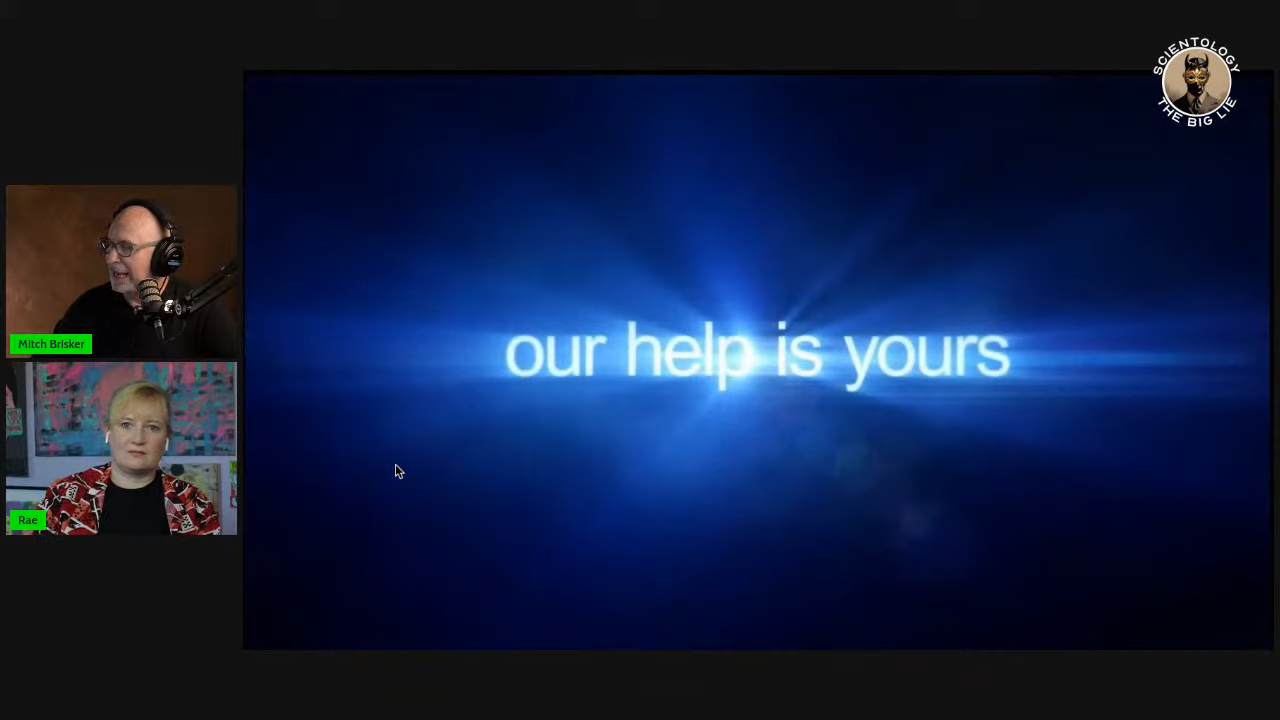 SCIENTOLOGY
THE BIG LIE
our help is yours
Mitch Brisker
Rae